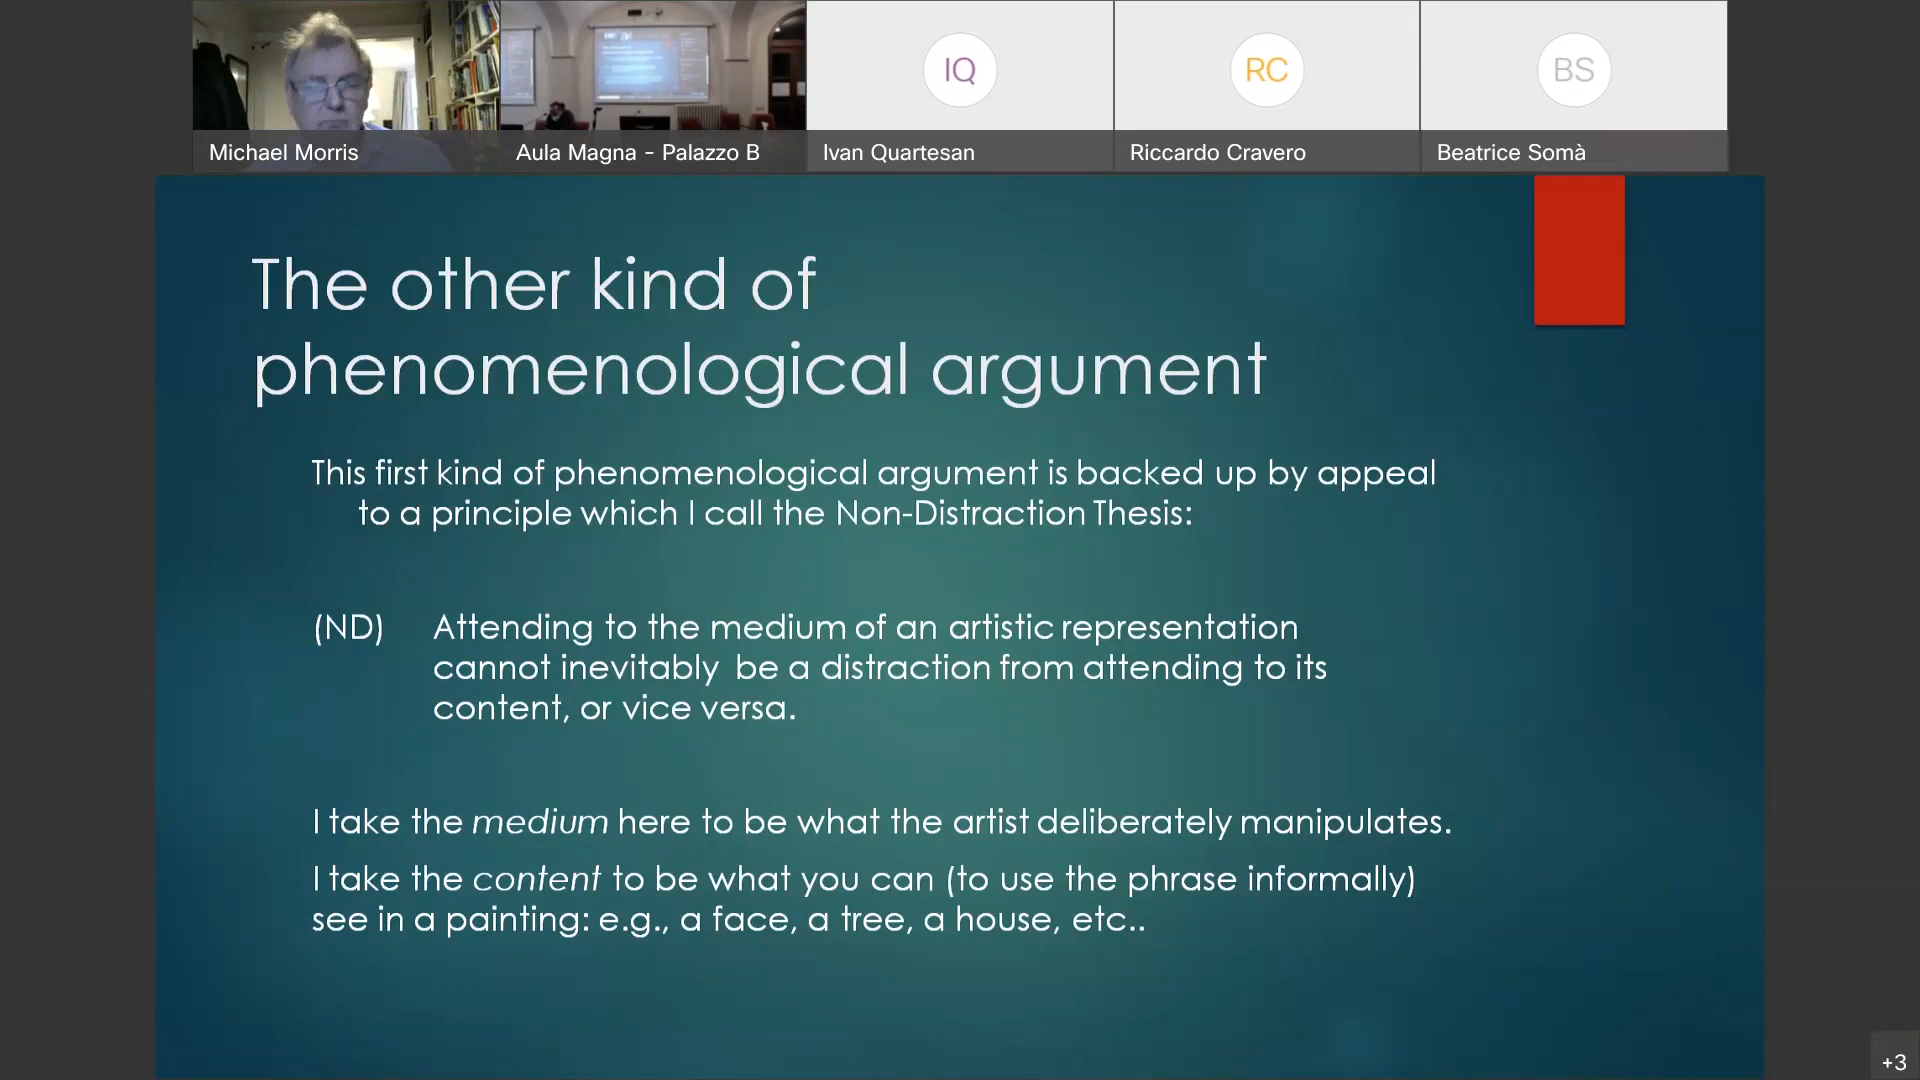 IQ
RC
BS
Michael Morris
Aula Magna - Palazzo B
Ivan Quartesan
Riccardo Cravero
Beatrice Somà
The other kind of
phenomenological argument
This first kind of phenomenological argument is backed up by appeal
to a principle which I call the Non-Distraction Thesis:
(ND) Attending to the medium of an artistic representation
cannot inevitably be a distraction from attending to its
content, or vice versa.
I take the medium here to be what the artist deliberately manipulates.
I take the content to be what you can (to use the phrase informally)
see in a painting: e.g., a face, a tree, a house, etc..
+3